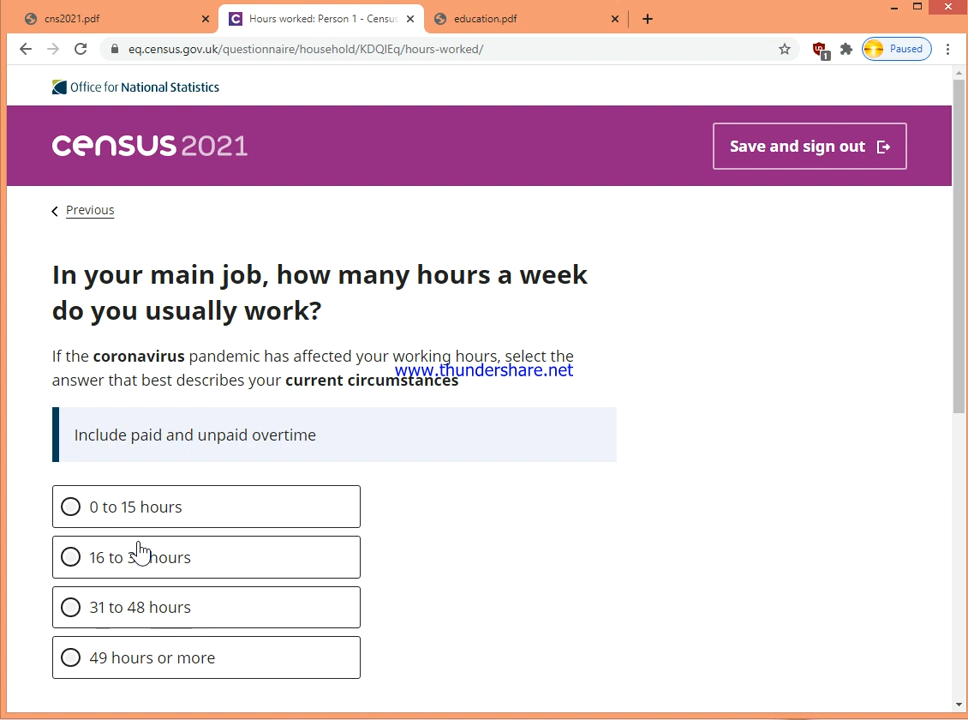 cns2021.pdf
Hours worked: Person 1 - Census
education.pdf
eq.census.gov.uk/questionnaire/household/KDQIEq/hours-worked/
1
Paused
Office for National Statistics
census 2021
Save and sign out
Previous
In your main job, how many hours a week
do you usually work?
If the coronavirus pandemic has affected your working hours, select the
www.thundershare.net
answer that best describes your current circumstances
Include paid and unpaid overtime
0 to 15 hours
16 to hours
31 to 48 hours
49 hours or more